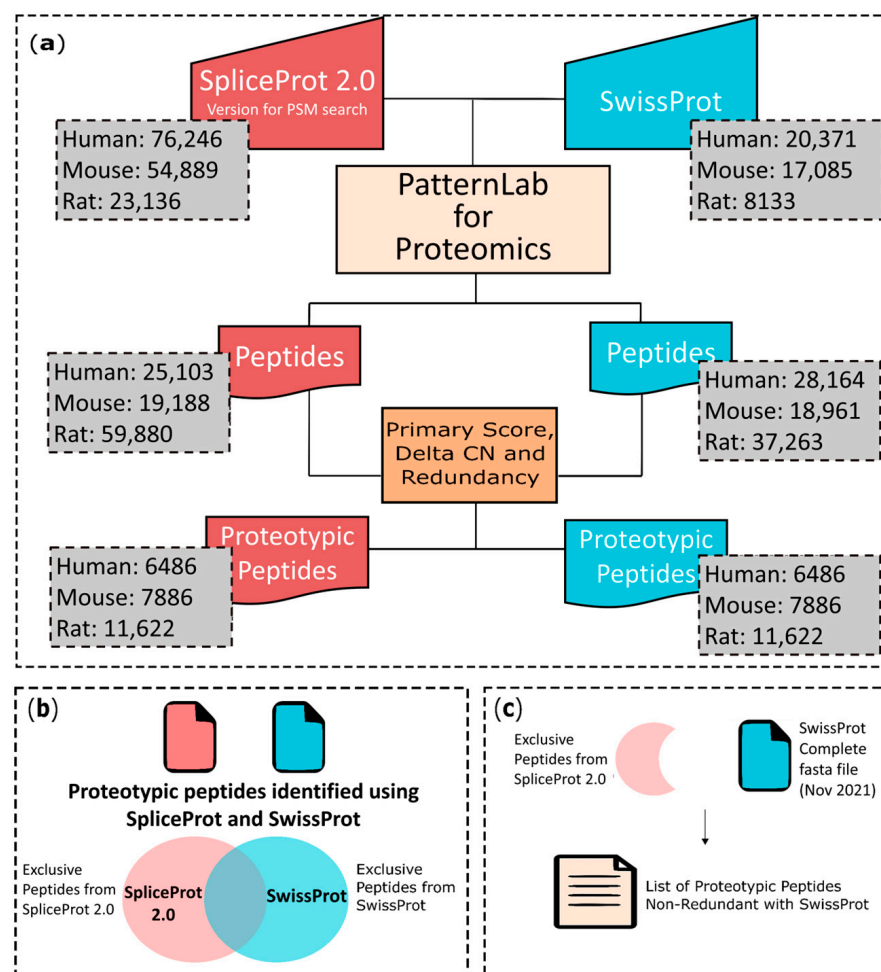 (a)
SpliceProt 2.0
Version for PSM search
SwissProt
Human: 76,246
Mouse: 54,889
Rat: 23,136
Human: 20,371
Mouse: 17,085
Rat: 8133
PatternLab
for
Proteomics
Peptides
Peptides
Human: 25,103
Mouse: 19,188
Rat: 59,880
Human: 28,164
Mouse: 18,961
Rat: 37,263
Primary Score,
Delta CN and
Redundancy
Proteotypic
Peptides
Proteotypic
Peptides
Human: 6486
Mouse: 7886
Rat: 11,622
Human: 6486
Mouse: 7886
Rat: 11,622
(b)
Proteotypic peptides identified using
SpliceProt and SwissProt
Exclusive
Peptides from
SpliceProt 2.0
SpliceProt
2.0
SwissProt
Exclusive
Peptides from
SwissProt
(c)
Exclusive
Peptides from
SpliceProt 2.0
SwissProt
Complete
fasta file
(Nov 2021)
List of Proteotypic Peptides
Non-Redundant with SwissProt